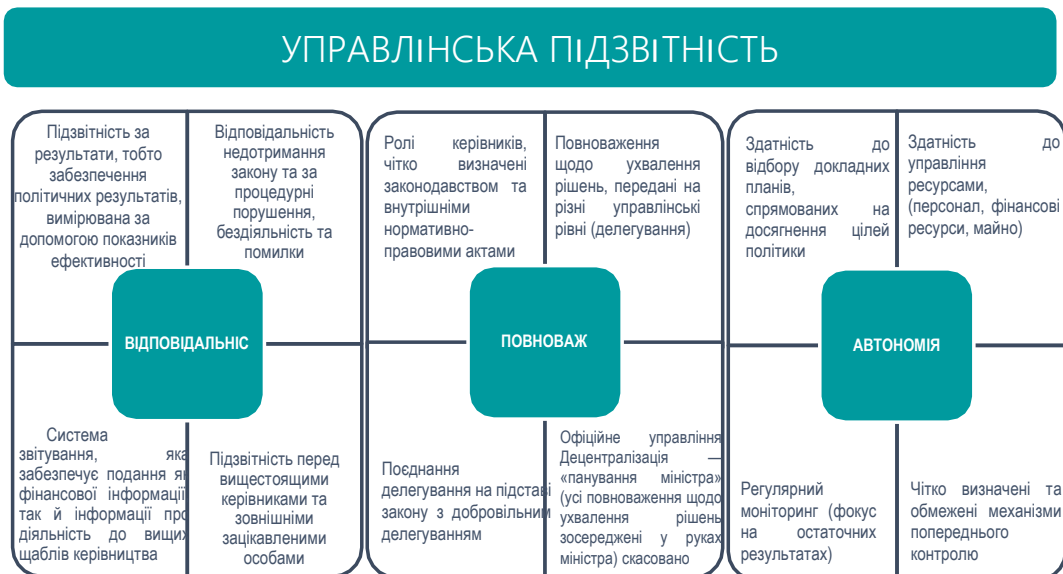 УПРАВЛІНСЬКА ПІДЗВІТНІСТЬ
Підзвітність за
результати, тобто
забезпечення
політичних результатів,
вимірювана за
допомогою показників
ефективності
Відповідальність
недотримання
закону та за
процедурні
порушення,
бездіяльність та
помилки
ВІДПОВІДАЛЬНІС
Система
звітування, яка
забезпечує подання як
фінансової інформації
так й інформації про
діяльність до вищих
щаблів керівництва
Підзвітність перед
вищестоящими
керівниками та
зовнішніми
зацікавленими
особами
Ролі керівників,
чітко визначені
законодавством та
внутрішніми
нормативно-
правовими актами
Повноваження
щодо ухвалення
рішень, передані на
різні управлінські
рівні (делегування)
ПОВНОВАЖ
Поєднання
делегування на підставі
закону з добровільним
делегуванням
Офіційне управління
Децентралізація —
«панування міністра»
(усі повноваження щодо
ухвалення рішень
зосереджені у руках
міністра) скасовано
Здатність до
відбору докладних
планів,
спрямованих на
досягнення цілей
політики
Здатність до
управління
ресурсами,
(персонал, фінансові
ресурси, майно)
АВТОНОМІЯ
Регулярний
моніторинг (фокус
на остаточних
результатах)
Чітко визначені та
обмежені механізми
попереднього
контролю